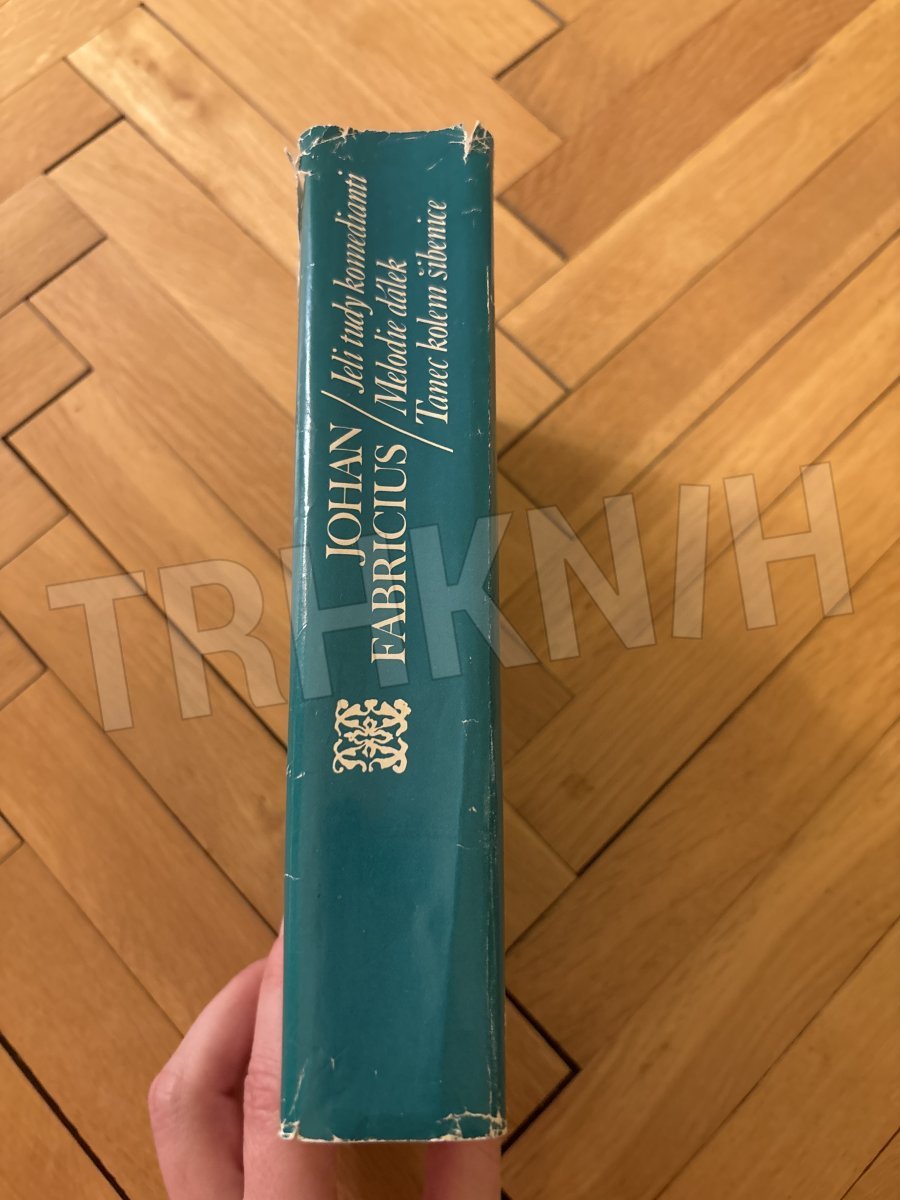 JOHAN
FABRICIUS
/ Jeli tudy komedianti
/ Melodie dálek
/ Tanec kolem šibenice
TRHKNIH